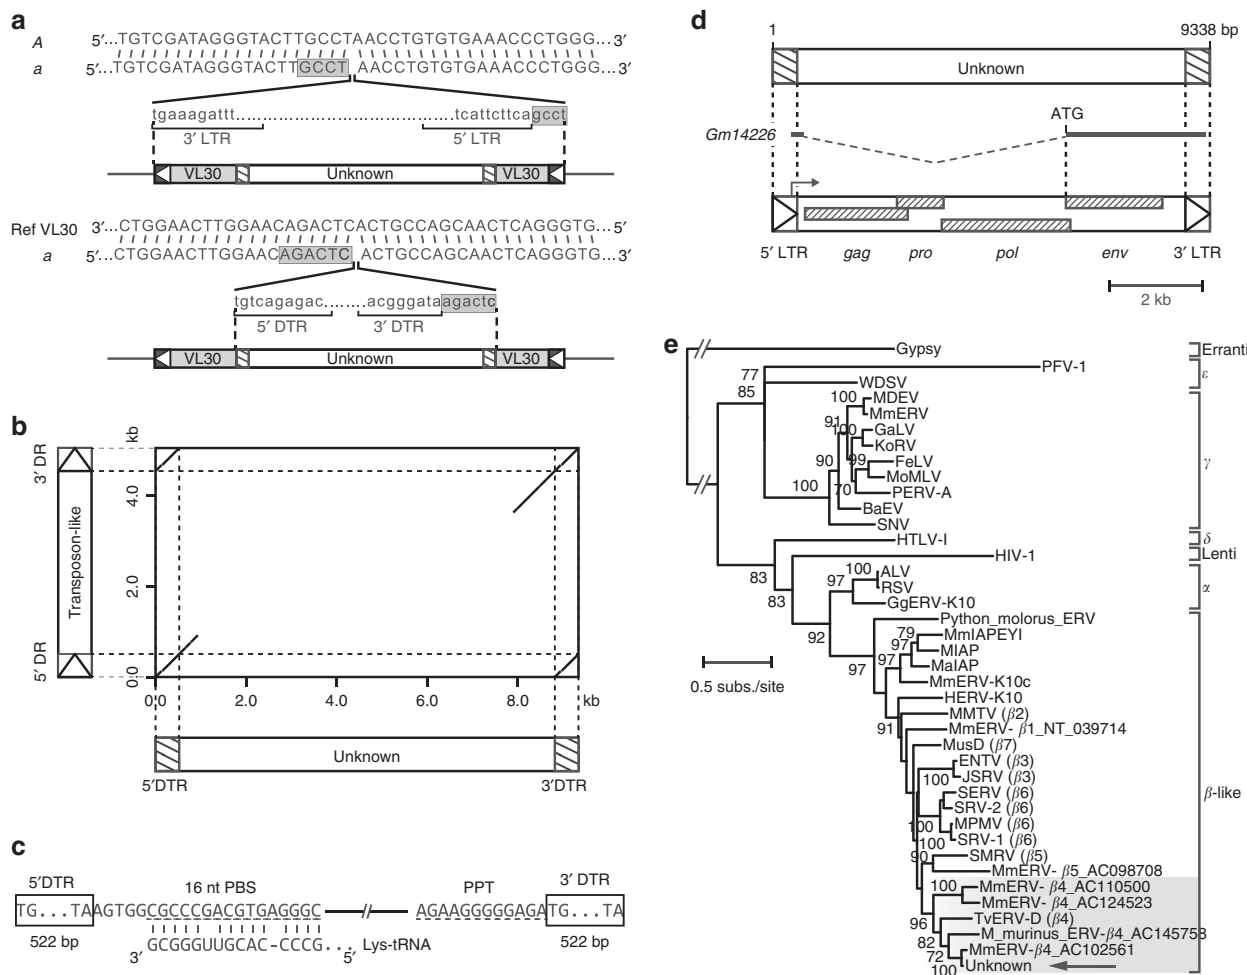 a
A 5′...TGTCGATAGGGTACTTGCCTAACCTGTGTGAAACCCTGGG...3′
a 5′...TGTCGATAGGGTACTTGCCT AACCTGTGTGAAACCCTGGG...3′
tgaaagattt......................................tcattcttcagcct
3′ LTR 5′ LTR
VL30 Unknown VL30
Ref VL30 3′...CTGGAACTTGGAACAGACTCACTGCCAGCAACTCAGGGTG...5′
a 5′...CTGGAACTTGGAACAGACTC ACTGCCAGCAACTCAGGGTG...3′
tgtcagagac........acgggataagactc
5′ DTR 3′ DTR
VL30 Unknown VL30
b
kb
3′ DR
Transposon-like
5′ DR
4.0
2.0
0.0
0.0 2.0 4.0 6.0 8.0 kb
Unknown
5′DTR 3′DTR
c
5′DTR 16 nt PBS PPT 3′ DTR
TG...TAAGTGGCGCCCGACGTGAGGGC AGAAGGGGGAGATG...TA
522 bp 3′ GCGGGUUGCAC-CCCG... 5′ Lys-tRNA 522 bp
d
1 9338 bp
Unknown
ATG
Gm14226
5′ LTR gag pro pol env 3′ LTR
2 kb
e
Gypsy Erranti
PFV-1 ε
77
85
WDSV
100 MDEV
MmERV
91
100 GaLV
KoRV
γ
90 99 FeLV
MoMLV
100 70 PERV-A
BaEV
SNV
HTLV-I δ
HIV-1 Lenti
83
83
100 ALV
97 RSV
α
GgERV-K10
92
Python_molorus_ERV
79 MmIAPEYI
97 MIAP
97 97 MaIAP
MmERV-K10c
0.5 subs./site
HERV-K10
MMTV (β2)
91 MmERV- β1_NT_039714
MusD (β7)
ENTV (β3)
100 JSRV (β3)
SERV (β6)
β-like
SRV-2 (β6)
100 MPMV (β6)
100 SRV-1 (β6)
90 SMRV (β5)
MmERV- β5_AC098708
100 MmERV- β4_AC110500
MmERV- β4_AC124523
96 TvERV-D (β4)
82 M_murinus_ERV-β4_AC145758
72 MmERV-β4_AC102561
100 Unknown